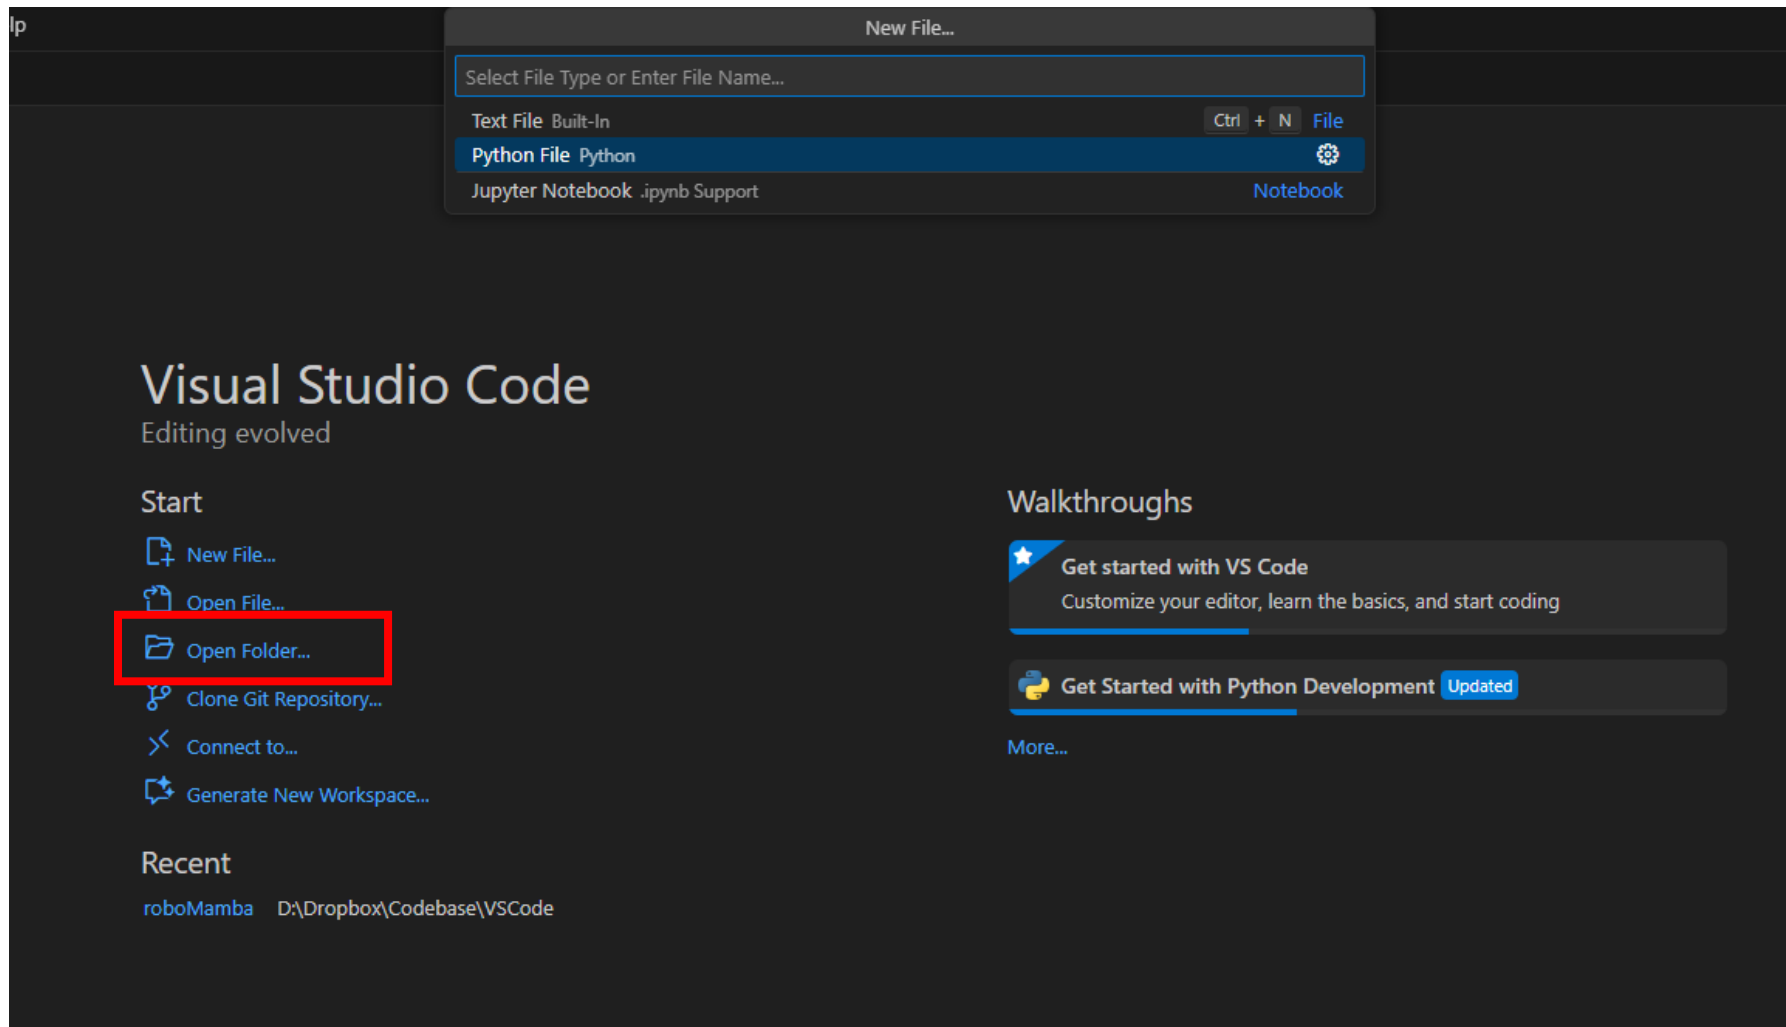 lp
New File...
Select File Type or Enter File Name...
Text File Built-In Ctrl + N File
Python File Python
Jupyter Notebook .ipynb Support Notebook
Visual Studio Code
Editing evolved
Start
New File...
Open File...
Open Folder...
Clone Git Repository...
Connect to...
Generate New Workspace...
Recent
roboMamba D:\Dropbox\Codebase\VSCode
Walkthroughs
Get started with VS Code
Customize your editor, learn the basics, and start coding
Get Started with Python Development Updated
More...